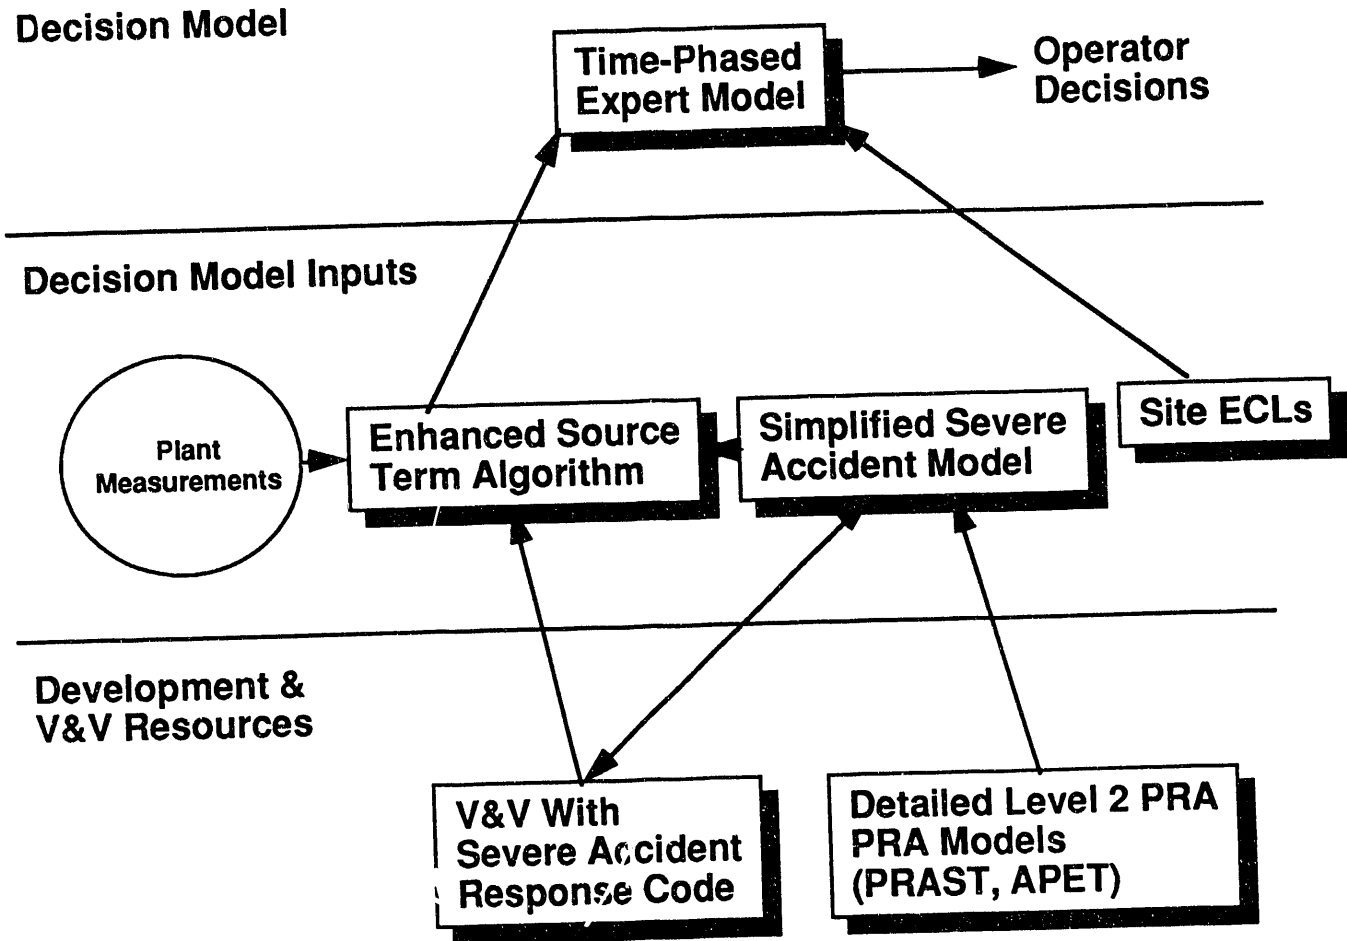 Decision Model
Time-Phased
Expert Model
Operator
Decisions
Decision Model Inputs
Plant
Measurements
Enhanced Source
Term Algorithm
Simplified Severe
Accident Model
Site ECLs
Development &
V&V Resources
V&V With
Severe Accident
Response Code
Detailed Level 2 PRA
PRA Models
(PRAST, APET)